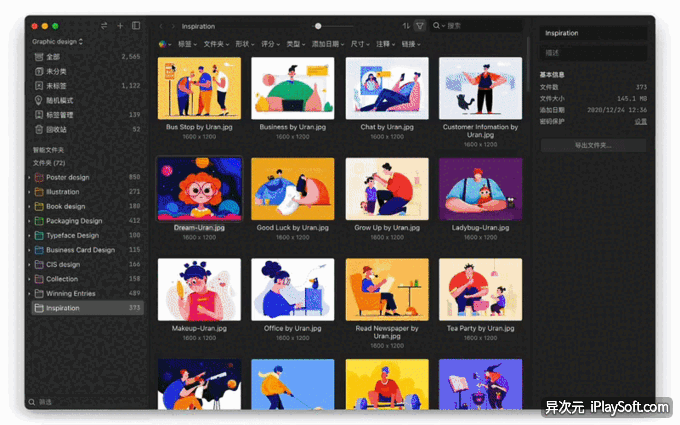 Graphic design
全部 2,565
未分类
未标签 1,122
随机模式
标签管理 139
回收站 52
智能文件夹
文件夹 (72)
Poster design 850
Illustration 271
Book design 180
Packaging Design 412
Typeface Design 100
Business Card Design 115
CIS design 166
Collection 158
Winning Entries 489
Inspiration 373
筛选
Inspiration
搜索
标签 文件夹 形状 评分 类型 添加日期 尺寸 注释 链接
Bus Stop by Uran.jpg
1600 x 1200
Business by Uran.jpg
1600 x 1200
Chat by Uran.jpg
1600 x 1200
Customer Infomation by Uran.jpg
1600 x 1200
Dream-Uran.jpg
1600 x 1200
Good Luck by Uran.jpg
1600 x 1200
Grow Up by Uran.jpg
1600 x 1200
Ladybug-Uran.jpg
1600 x 1200
Makeup-Uran.jpg
1600 x 1200
Office by Uran.jpg
1600 x 1200
Read Newspaper by Uran.jpg
1600 x 1200
Tea Party by Uran.jpg
1600 x 1200
Inspiration
描述
基本信息
文件数 373
文件大小 145.1 MB
添加日期 2020/12/24 12:36
密码保护 设置
导出文件夹...
异次元 iPlaySoft.com